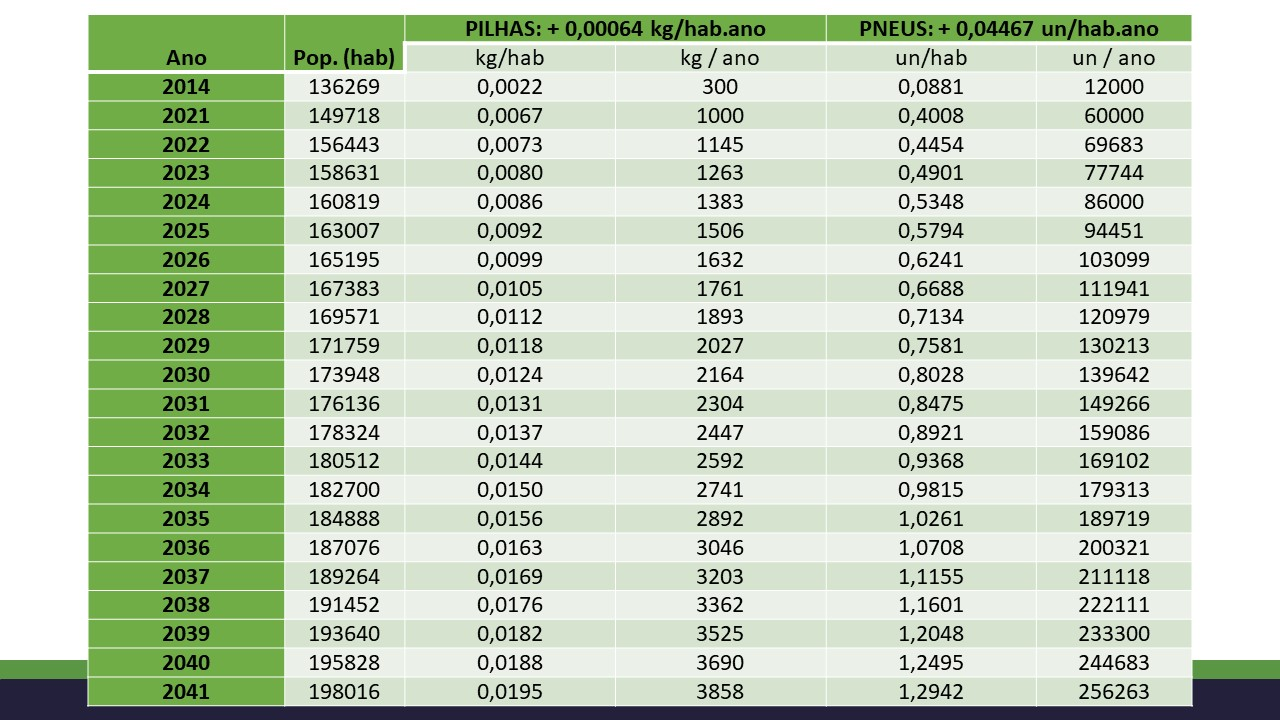 PILHAS: + 0,00064 kg/hab.ano PNEUS: + 0,04467 un/hab.ano
Ano Pop. (hab) kg/hab kg / ano un/hab un / ano
2014 136269 0,0022 300 0,0881 12000
2021 149718 0,0067 1000 0,4008 60000
2022 156443 0,0073 1145 0,4454 69683
2023 158631 0,0080 1263 0,4901 77744
2024 160819 0,0086 1383 0,5348 86000
2025 163007 0,0092 1506 0,5794 94451
2026 165195 0,0099 1632 0,6241 103099
2027 167383 0,0105 1761 0,6688 111941
2028 169571 0,0112 1893 0,7134 120979
2029 171759 0,0118 2027 0,7581 130213
2030 173948 0,0124 2164 0,8028 139642
2031 176136 0,0131 2304 0,8475 149266
2032 178324 0,0137 2447 0,8921 159086
2033 180512 0,0144 2592 0,9368 169102
2034 182700 0,0150 2741 0,9815 179313
2035 184888 0,0156 2892 1,0261 189719
2036 187076 0,0163 3046 1,0708 200321
2037 189264 0,0169 3203 1,1155 211118
2038 191452 0,0176 3362 1,1601 222111
2039 193640 0,0182 3525 1,2048 233300
2040 195828 0,0188 3690 1,2495 244683
2041 198016 0,0195 3858 1,2942 256263